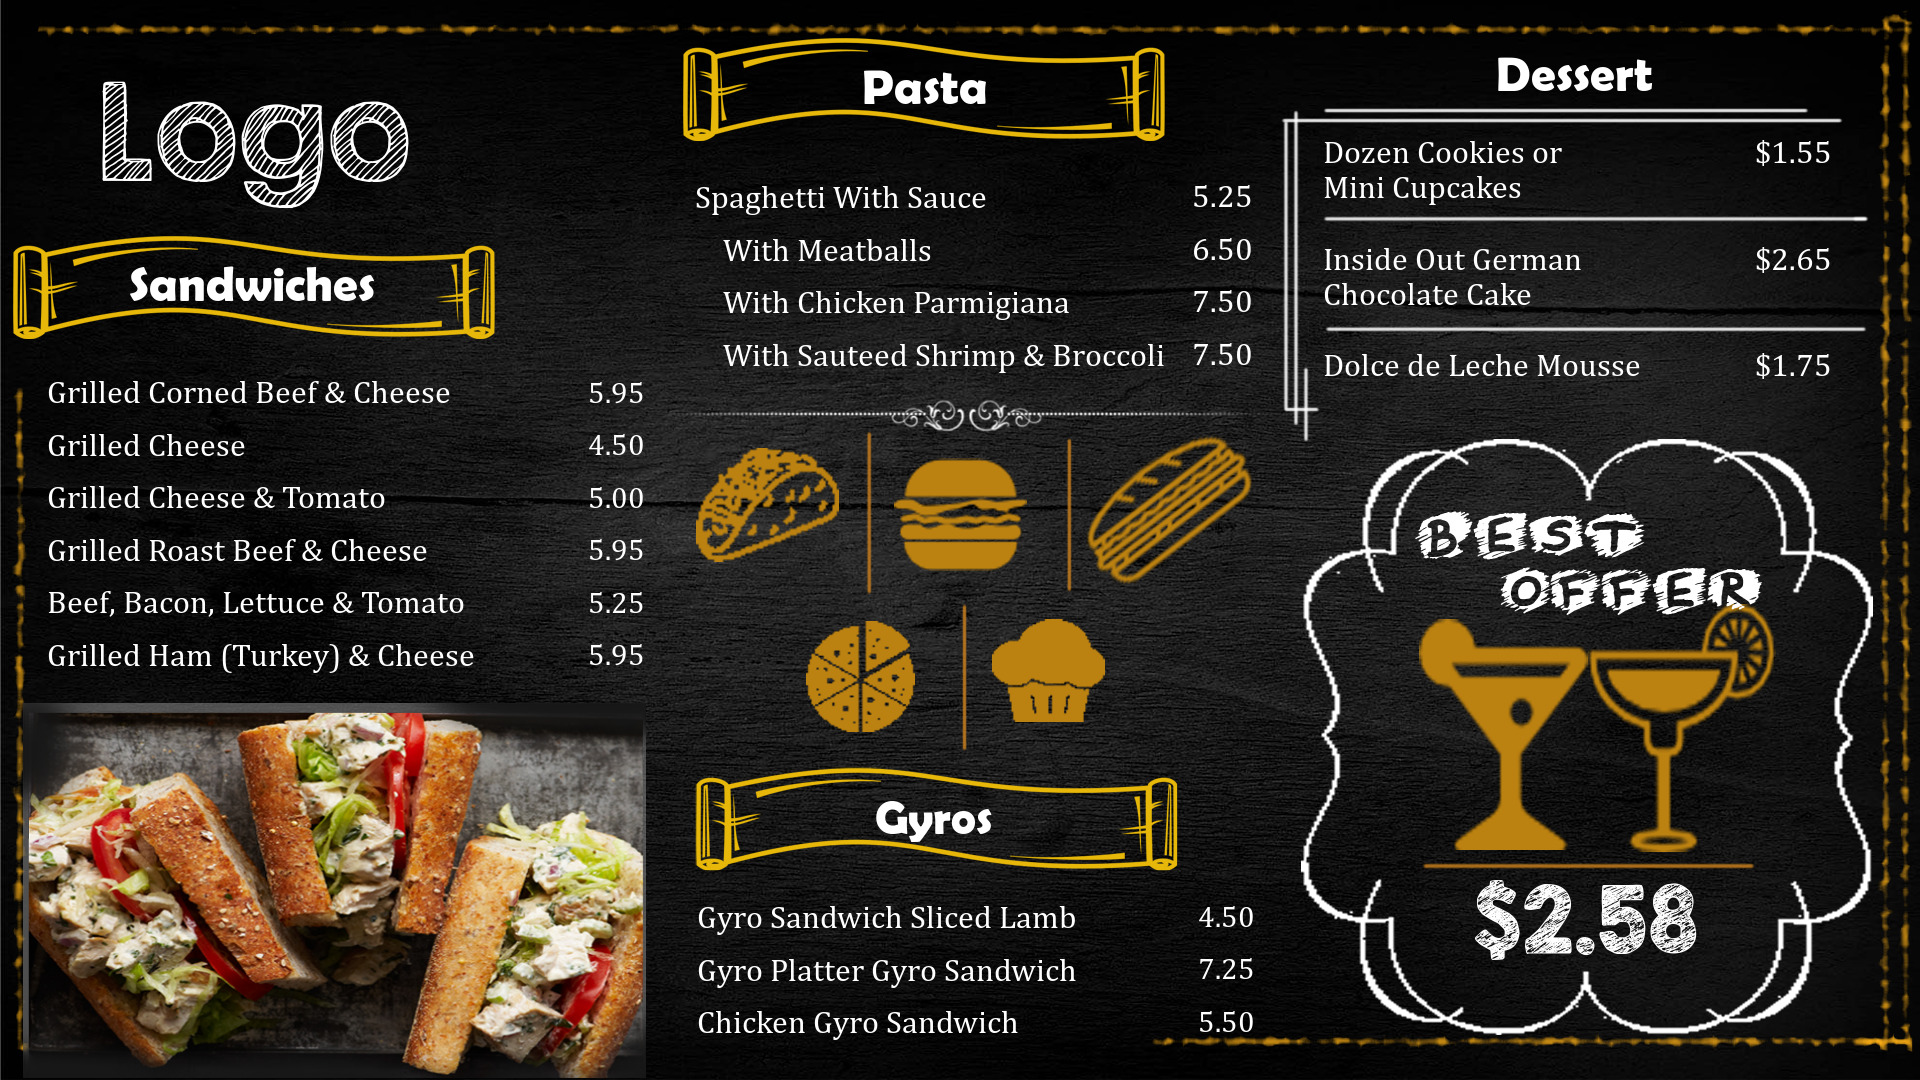 Logo
Sandwiches
Grilled Corned Beef & Cheese 5.95
Grilled Cheese 4.50
Grilled Cheese & Tomato 5.00
Grilled Roast Beef & Cheese 5.95
Beef, Bacon, Lettuce & Tomato 5.25
Grilled Ham (Turkey) & Cheese 5.95
Pasta
Spaghetti With Sauce 5.25
With Meatballs 6.50
With Chicken Parmigiana 7.50
With Sauteed Shrimp & Broccoli 7.50
Gyros
Gyro Sandwich Sliced Lamb 4.50
Gyro Platter Gyro Sandwich 7.25
Chicken Gyro Sandwich 5.50
Dessert
Dozen Cookies or $1.55
Mini Cupcakes
Inside Out German $2.65
Chocolate Cake
Dolce de Leche Mousse $1.75
BEST
OFFER
$2.58